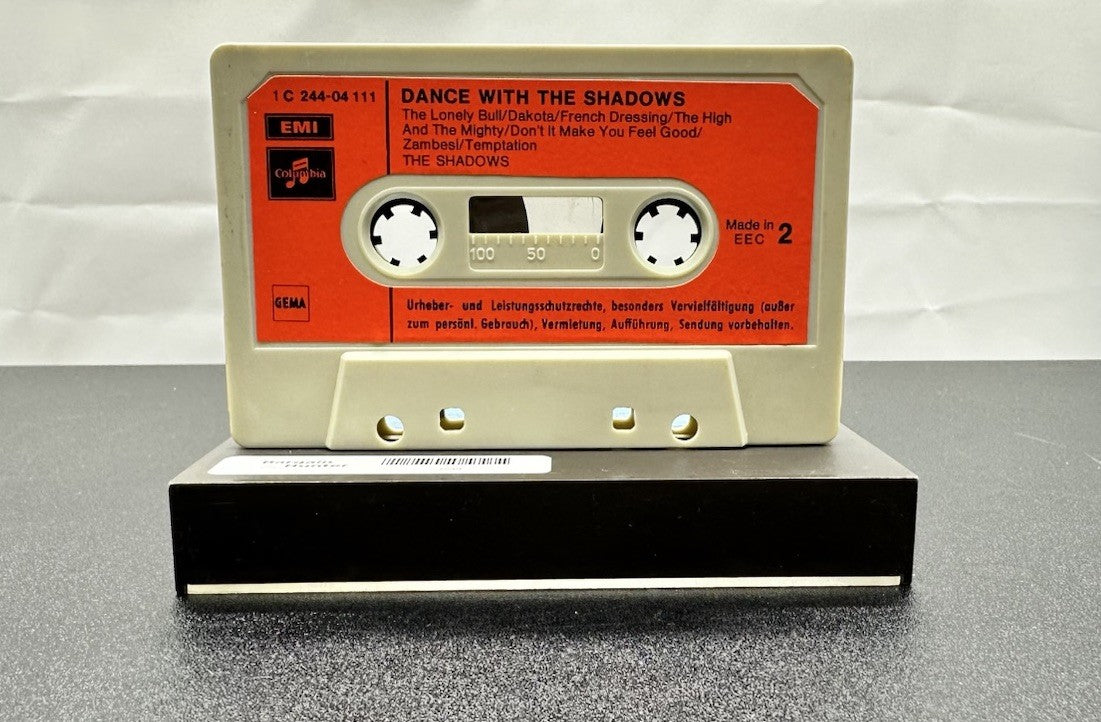 1 C 244-04 111
EMI
Columbia
GEMA
DANCE WITH THE SHADOWS
The Lonely Bull/Dakota/French Dressing/The High
And The Mighty/Don't It Make You Feel Good/
Zambesi/Temptation
THE SHADOWS
100 50 0
Made in
EEC 2
Urheber- und Leistungsschutzrechte, besonders Vervielfältigung (außer
zum persönl. Gebrauch), Vermietung, Aufführung, Sendung vorbehalten.
Hunter